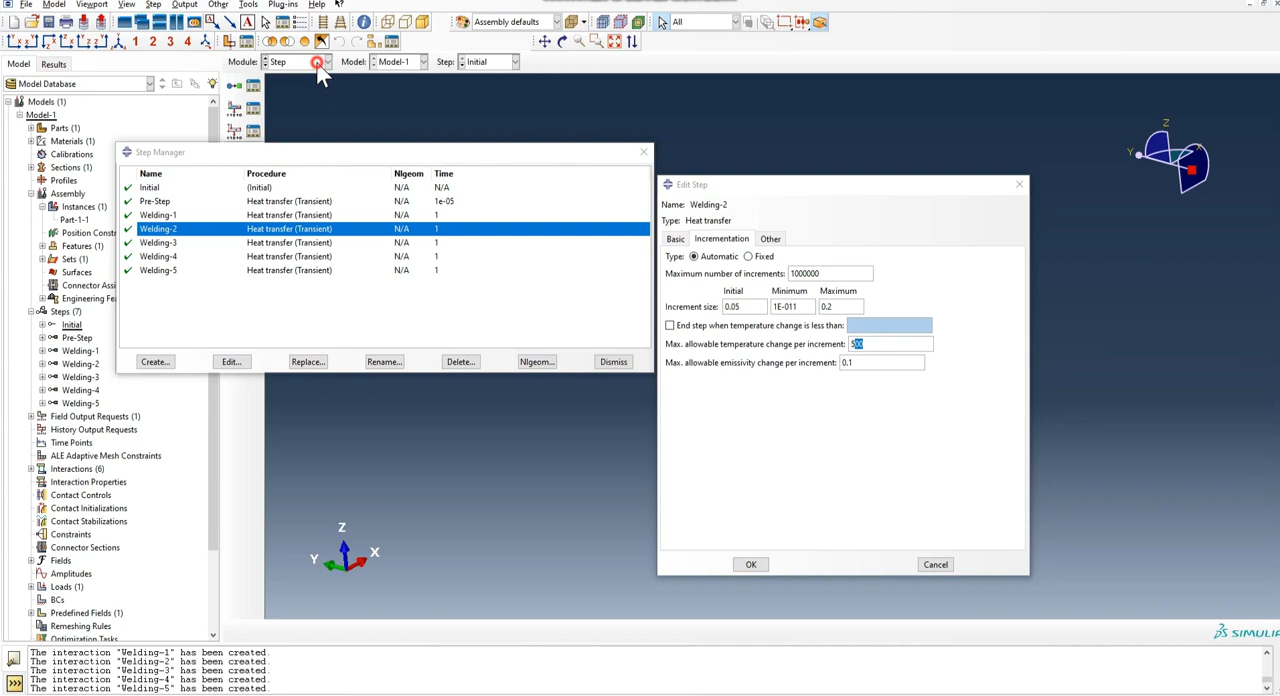 File Model Viewport View Step Output Other Tools Plug-ins Help
Assembly defaults All
1 2 3 4
Model Results
Module: Step Model: Model-1 Step: Initial
Model Database
Models (1)
Model-1
Parts (1)
Materials (1)
Calibrations
Sections (1)
Profiles
Assembly
Instances (1)
Part-1-1
Position Constr
Features (1)
Sets (1)
Surfaces
Connector Assi
Engineering Fea
Steps (7)
Initial
Pre-Step
Welding-1
Welding-2
Welding-3
Welding-4
Welding-5
Field Output Requests (1)
History Output Requests
Time Points
ALE Adaptive Mesh Constraints
Interactions (6)
Interaction Properties
Contact Controls
Contact Initializations
Contact Stabilizations
Constraints
Connector Sections
Fields
Amplitudes
Loads (1)
BCs
Predefined Fields (1)
Remeshing Rules
Optimization Tasks
Step Manager
Name Procedure Nlgeom Time
Initial (Initial) N/A N/A
Pre-Step Heat transfer (Transient) N/A 1e-05
Welding-1 Heat transfer (Transient) N/A 1
Welding-2 Heat transfer (Transient) N/A 1
Welding-3 Heat transfer (Transient) N/A 1
Welding-4 Heat transfer (Transient) N/A 1
Welding-5 Heat transfer (Transient) N/A 1
Create... Edit... Replace... Rename... Delete... Nlgeom... Dismiss
Edit Step
Name: Welding-2
Type: Heat transfer
Basic Incrementation Other
Type: Automatic Fixed
Maximum number of increments: 1000000
Initial Minimum Maximum
Increment size: 0.05 1E-011 0.2
End step when temperature change is less than:
Max. allowable temperature change per increment: 500
Max. allowable emissivity change per increment: 0.1
OK Cancel
Z
Y X
Z
Y X
SIMULIA
The interaction "Welding-1" has been created.
The interaction "Welding-2" has been created.
The interaction "Welding-3" has been created.
The interaction "Welding-4" has been created.
The interaction "Welding-5" has been created.